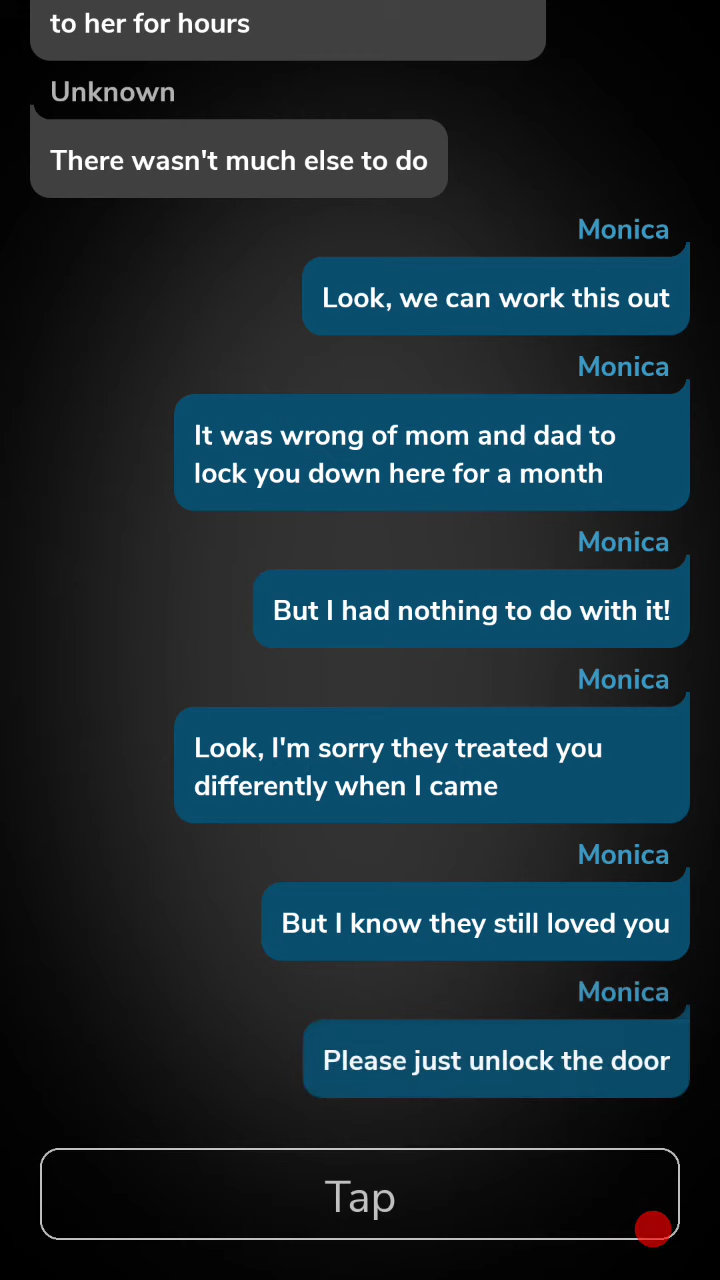 to her for hours
Unknown
There wasn't much else to do
Monica
Look, we can work this out
Monica
It was wrong of mom and dad to
lock you down here for a month
Monica
But I had nothing to do with it!
Monica
Look, I'm sorry they treated you
differently when I came
Monica
But I know they still loved you
Monica
Please just unlock the door
Tap